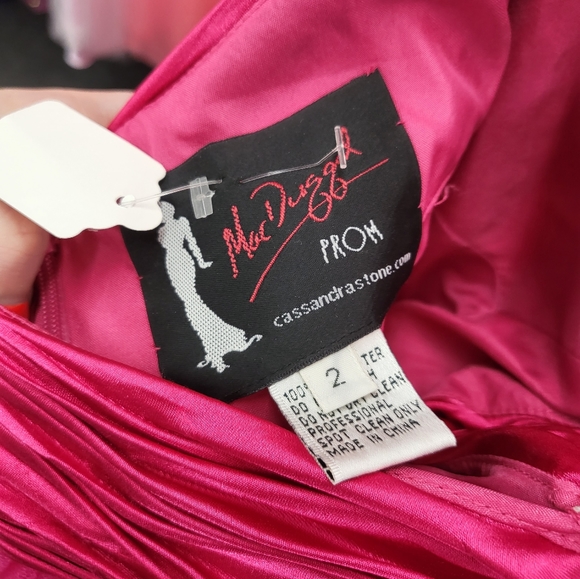 Mac Duggal
PROM
cassandrastone.com
2
DO NOT DRY CLEAN
PROFESSIONAL
SPOT CLEAN ONLY
MADE IN CHINA